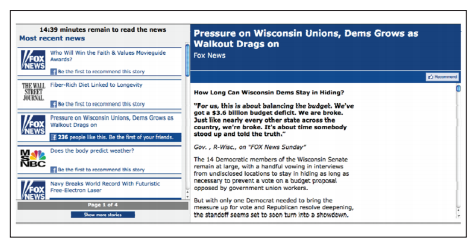 14:39 minutes remain to read the news
Most recent news
FOX
NEWS
Who Will Win the Faith & Values Movieguide
Awards?
Be the first to recommend this story
THE WALL
STREET
JOURNAL
Fiber-Rich Diet Linked to Longevity
Be the first to recommend this story
FOX
NEWS
Pressure on Wisconsin Unions, Dems Grows as
Walkout Drags on
236 people like this. Be the first of your friends.
MS
NBC
Does the body predict weather?
Be the first to recommend this story
FOX
NEWS
Navy Breaks World Record With Futuristic
Free-Electron Laser
Page 1 of 4
Show more stories
Pressure on Wisconsin Unions, Dems Grows as
Walkout Drags on
Fox News
Recommend
How Long Can Wisconsin Dems Stay in Hiding?
"For us, this is about balancing the budget. We've
got a $3.6 billion budget deficit. We are broke.
Just like nearly every other state across the
country, we're broke. It's about time somebody
stood up and told the truth."
Gov. , R-Wisc., on "FOX News Sunday"
The 14 Democratic members of the Wisconsin Senate
remain at large, with a handful vowing in interviews
from undisclosed locations to stay in hiding as long as
necessary to prevent a vote on a budget proposal
opposed by government union workers.
But with only one Democrat needed to bring the
measure up for vote and Republican resolve deepening,
the standoff seems set to soon turn into a showdown.